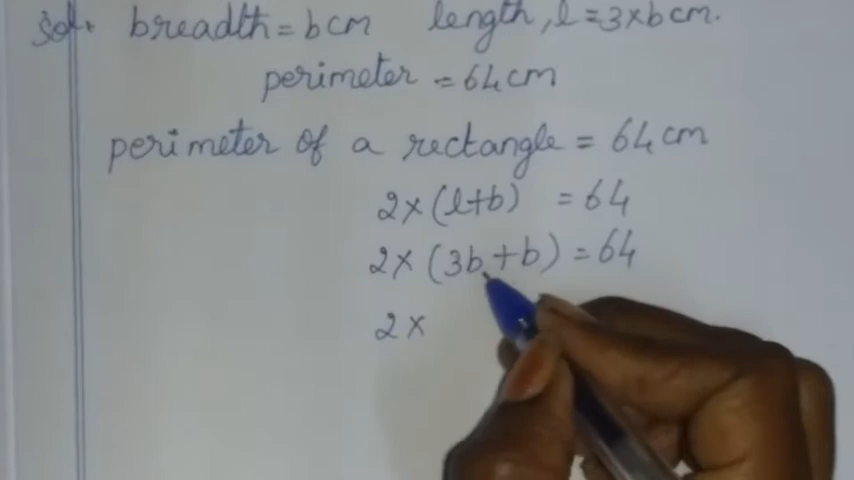 Sol. breadth = b cm length, l = 3×b cm.
perimeter = 64 cm
perimeter of a rectangle = 64 cm
2×(l+b) = 64
2×(3b+b) = 64
2×